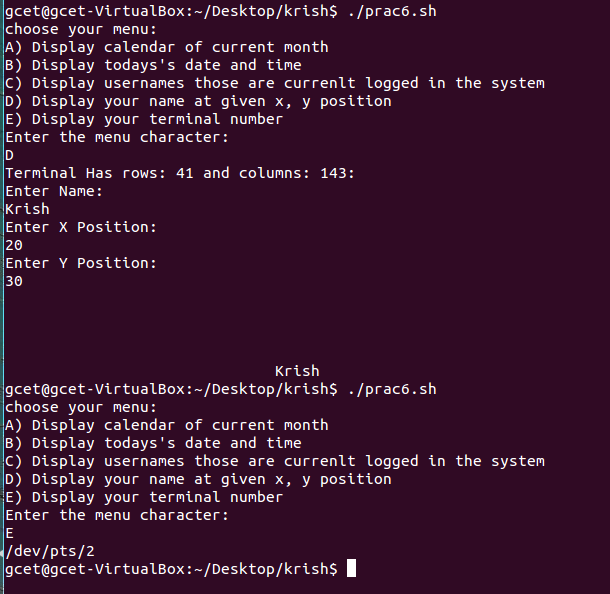 gcet@gcet-VirtualBox:~/Desktop/krish$ ./prac6.sh
choose your menu:
A) Display calendar of current month
B) Display todays's date and time
C) Display usernames those are currenlt logged in the system
D) Display your name at given x, y position
E) Display your terminal number
Enter the menu character:
D
Terminal Has rows: 41 and columns: 143:
Enter Name:
Krish
Enter X Position:
20
Enter Y Position:
30
Krish
gcet@gcet-VirtualBox:~/Desktop/krish$ ./prac6.sh
choose your menu:
A) Display calendar of current month
B) Display todays's date and time
C) Display usernames those are currenlt logged in the system
D) Display your name at given x, y position
E) Display your terminal number
Enter the menu character:
E
/dev/pts/2
gcet@gcet-VirtualBox:~/Desktop/krish$